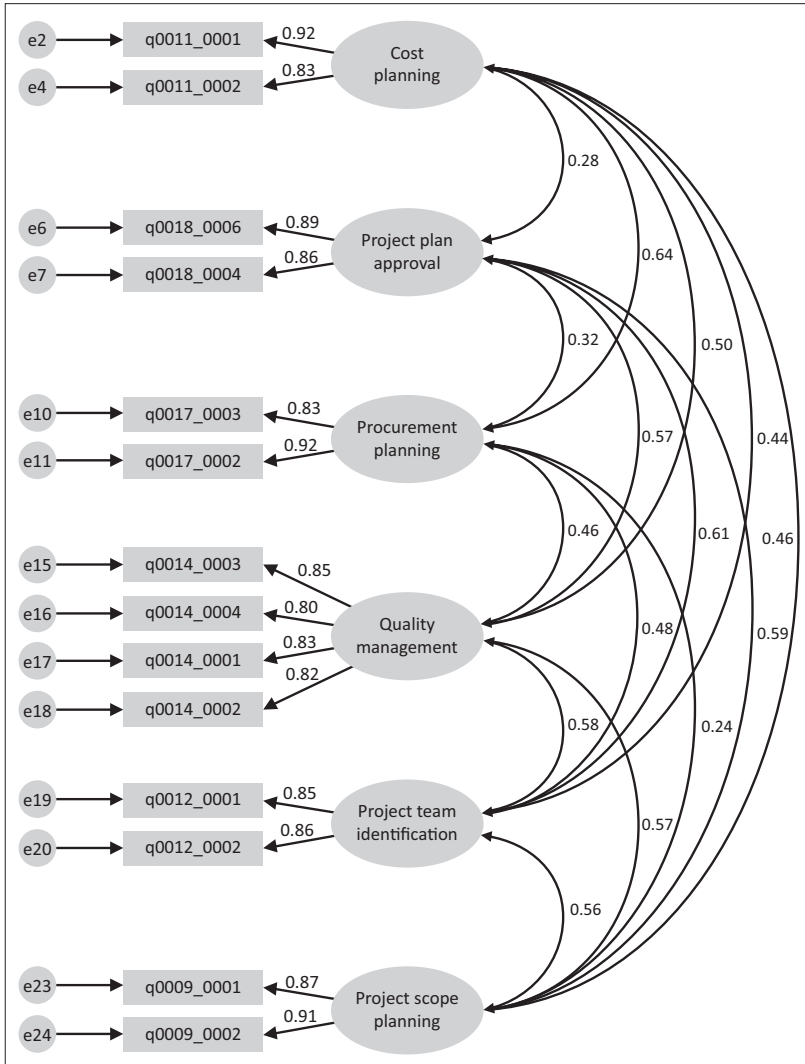 e2
q0011_0001
0.92
Cost
planning
e4
q0011_0002
0.83
0.28
e6
q0018_0006
0.89
Project plan
approval
e7
q0018_0004
0.86
0.64
0.32
0.50
e10
q0017_0003
0.83
Procurement
planning
e11
q0017_0002
0.92
0.57
0.44
0.46
0.61
0.46
e15
q0014_0003
0.85
e16
q0014_0004
0.80
Quality
management
e17
q0014_0001
0.83
e18
q0014_0002
0.82
0.48
0.59
0.58
0.24
e19
q0012_0001
0.85
Project team
identification
e20
q0012_0002
0.86
0.57
0.56
e23
q0009_0001
0.87
Project scope
planning
e24
q0009_0002
0.91